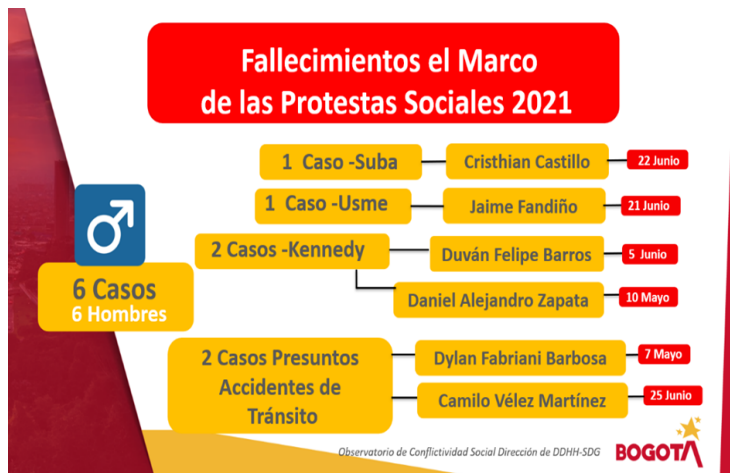 Fallecimientos el Marco
de las Protestas Sociales 2021
1 Caso -Suba
Cristhian Castillo
22 Junio
1 Caso -Usme
Jaime Fandiño
21 Junio
2 Casos -Kennedy
Duván Felipe Barros
5 Junio
Daniel Alejandro Zapata
10 Mayo
6 Casos
6 Hombres
2 Casos Presuntos
Accidentes de
Tránsito
Dylan Fabriani Barbosa
7 Mayo
Camilo Vélez Martínez
25 Junio
Observatorio de Conflictividad Social Dirección de DDHH-SDG
BOGOTÁ